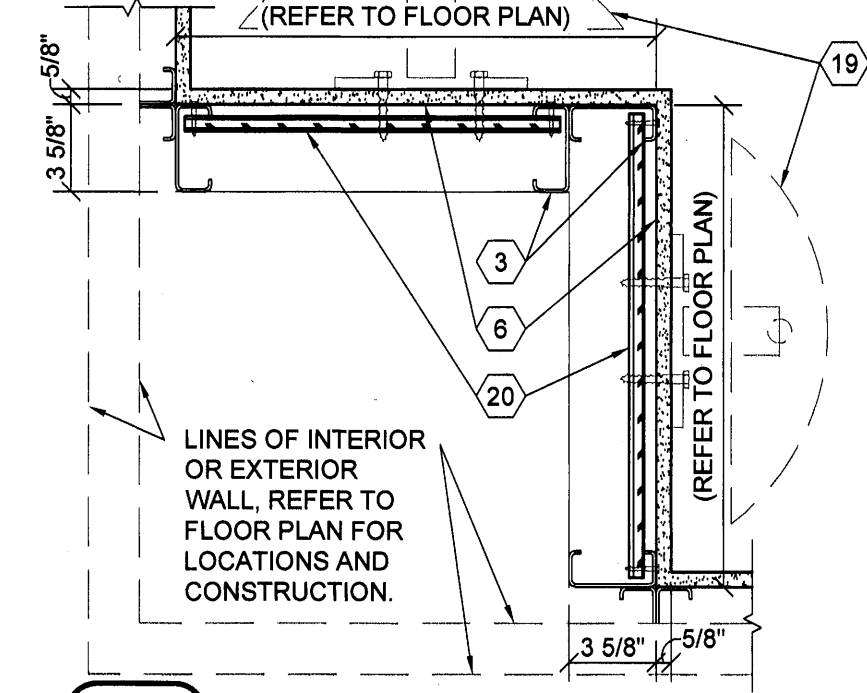 (REFER TO FLOOR PLAN)
19
5/8"
3 5/8"
3
6
20
(REFER TO FLOOR PLAN)
LINES OF INTERIOR
OR EXTERIOR
WALL, REFER TO
FLOOR PLAN FOR
LOCATIONS AND
CONSTRUCTION.
3 5/8"
5/8"